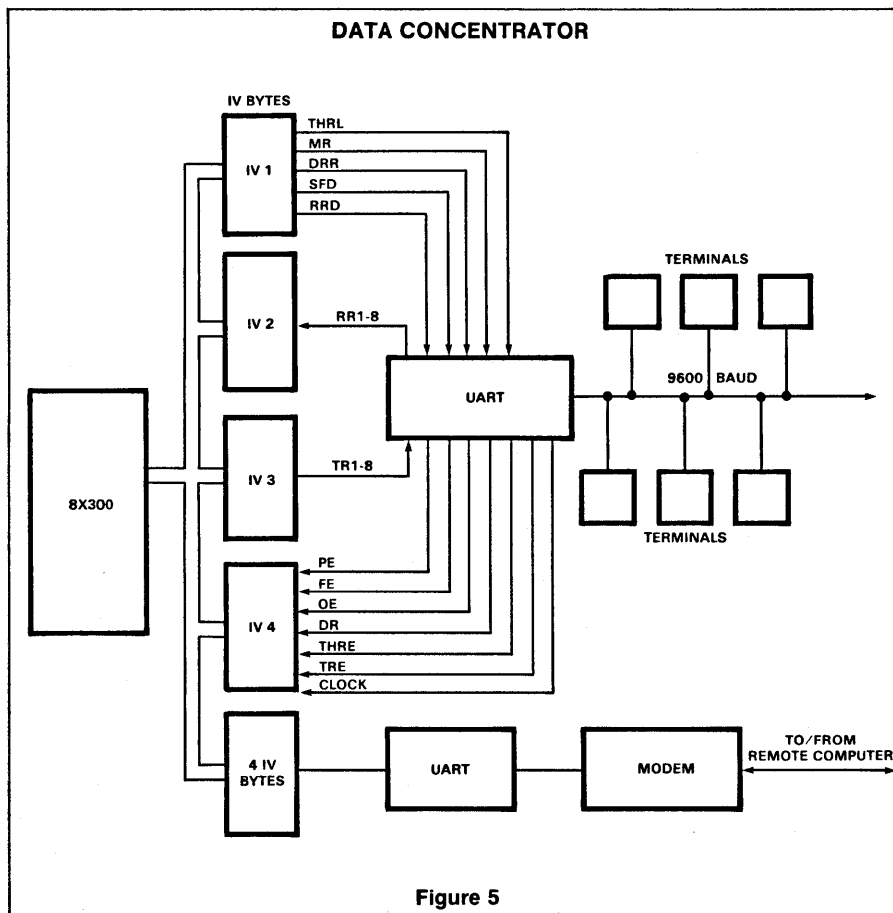 DATA CONCENTRATOR
IV BYTES
THRL
MR
DRR
SFD
RRD
IV 1
TERMINALS
IV 2
RR1-8
9600 BAUD
UART
8X300
IV 3
TR1-8
TERMINALS
PE
FE
OE
DR
THRE
TRE
CLOCK
IV 4
4 IV
BYTES
UART
MODEM
TO/FROM
REMOTE COMPUTER
Figure 5